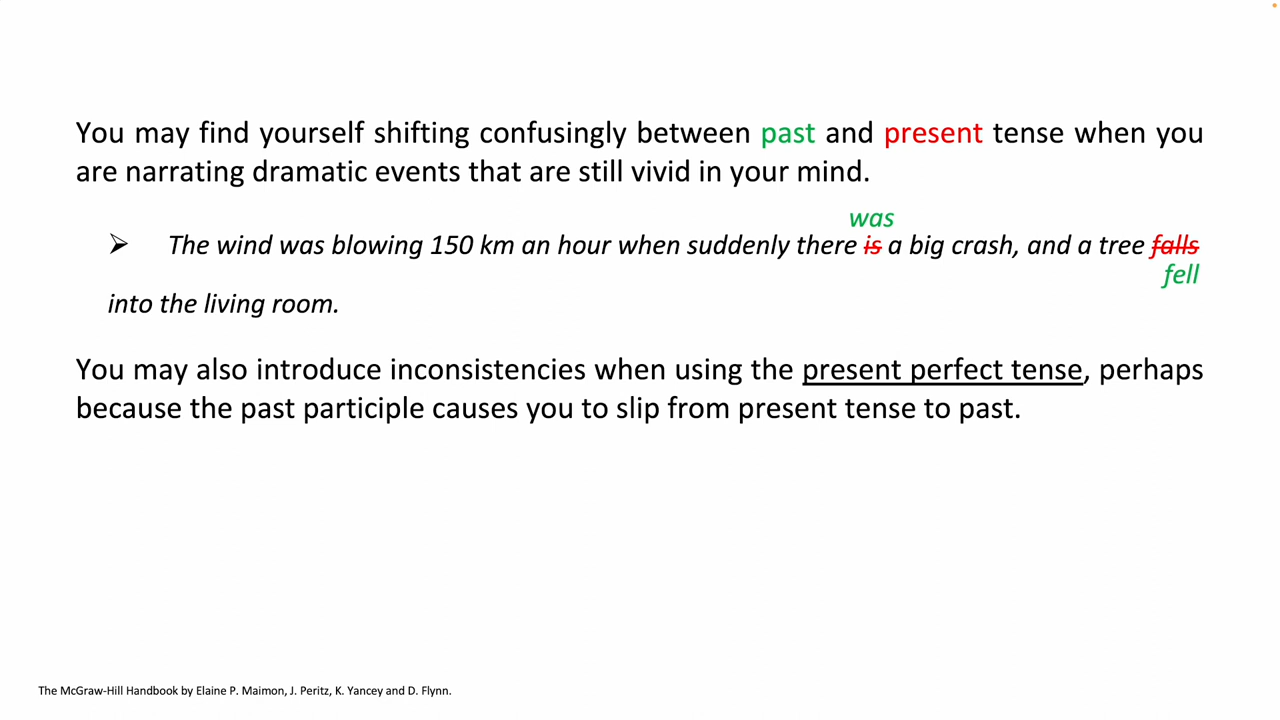 You may find yourself shifting confusingly between past and present tense when you
are narrating dramatic events that are still vivid in your mind.
was
➢ The wind was blowing 150 km an hour when suddenly there is a big crash, and a tree falls
fell
into the living room.
You may also introduce inconsistencies when using the present perfect tense, perhaps
because the past participle causes you to slip from present tense to past.
The McGraw-Hill Handbook by Elaine P. Maimon, J. Peritz, K. Yancey and D. Flynn.